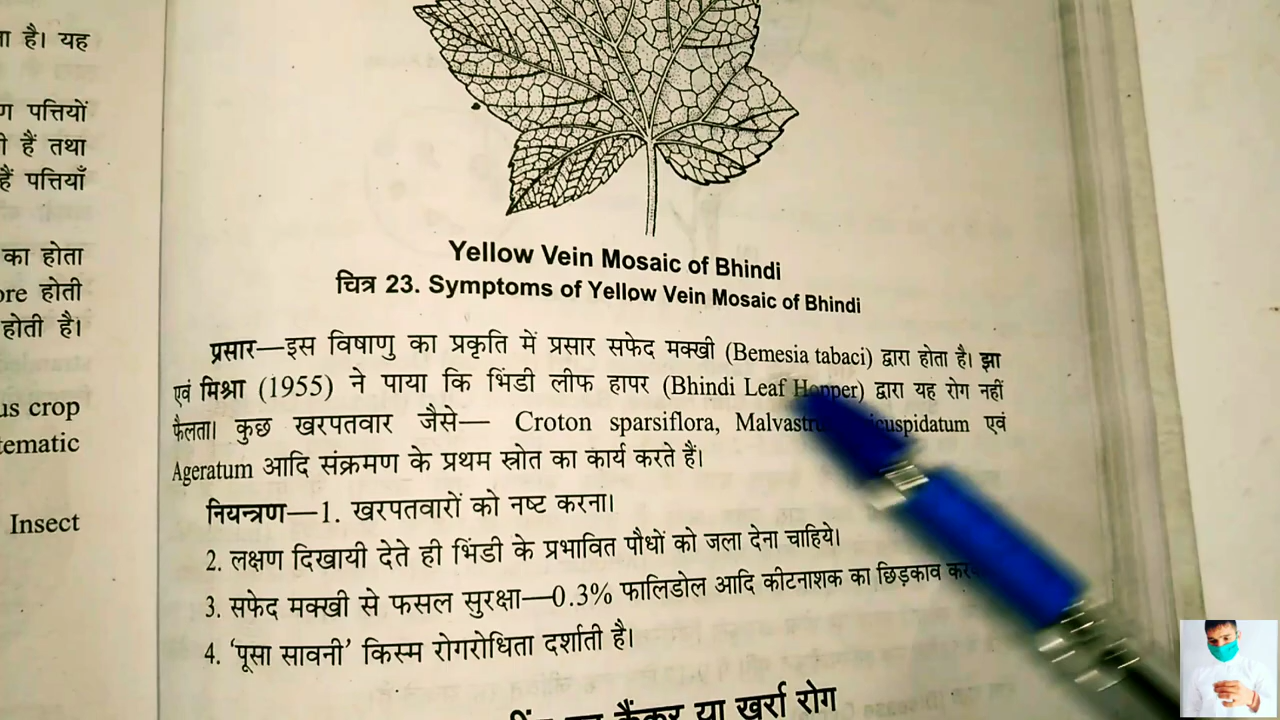 ा है। यह
ण पत्तियों
ी हैं तथा
हैं पत्तियाँ
का होता
ore होती
होती है।
us crop
tematic
Insect
Yellow Vein Mosaic of Bhindi
चित्र 23. Symptoms of Yellow Vein Mosaic of Bhindi
प्रसार—इस विषाणु का प्रकृति में प्रसार सफेद मक्खी (Bemesia tabaci) द्वारा होता है। झा
एवं मिश्रा (1955) ने पाया कि भिंडी लीफ हापर (Bhindi Leaf Hopper) द्वारा यह रोग नहीं
फैलता। कुछ खरपतवार जैसे— Croton sparsiflora, एवं
Ageratum आदि संक्रमण के प्रथम स्रोत का कार्य करते हैं।
नियन्त्रण—1. खरपतवारों को नष्ट करना।
2. लक्षण दिखायी देते ही भिंडी के प्रभावित पौधों को जला देना चाहिये।
3. सफेद मक्खी से फसल सुरक्षा—0.3% फालिडोल आदि कीटनाशक का छिड़काव
4. 'पूसा सावनी' किस्म रोगरोधिता दर्शाती है।
कैंकर या खर्रा रोग